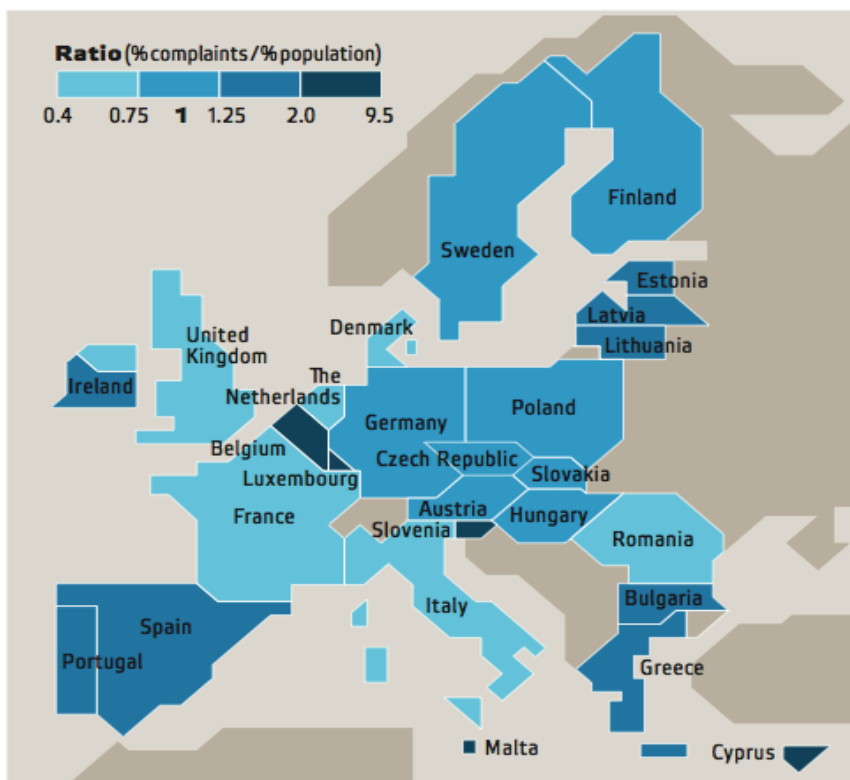 Ratio (% complaints/% population)
0.4 0.75 1 1.25 2.0 9.5
Finland
Sweden
Estonia
Latvia
Lithuania
Denmark
United
Kingdom
Ireland
The
Netherlands
Germany
Poland
Belgium
Czech Republic
Luxembourg
Slovakia
France
Austria
Hungary
Slovenia
Romania
Italy
Bulgaria
Spain
Portugal
Greece
Malta
Cyprus